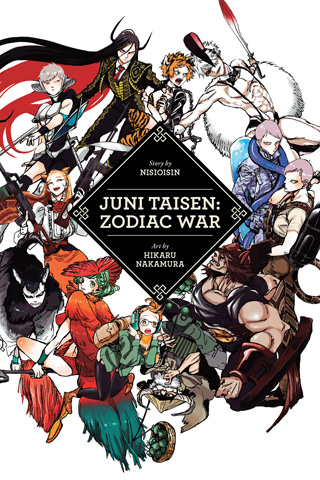 Story by
NISIOISIN
JUNI TAISEN:
ZODIAC WAR
Art by
HIKARU
NAKAMURA